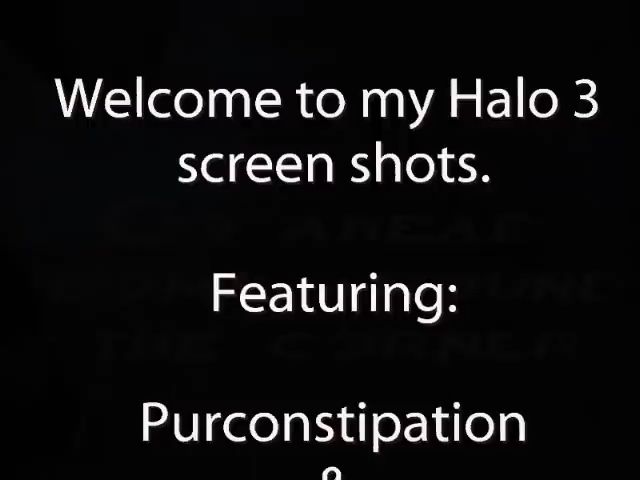 Welcome to my Halo 3
screen shots.
Featuring:
Purconstipation